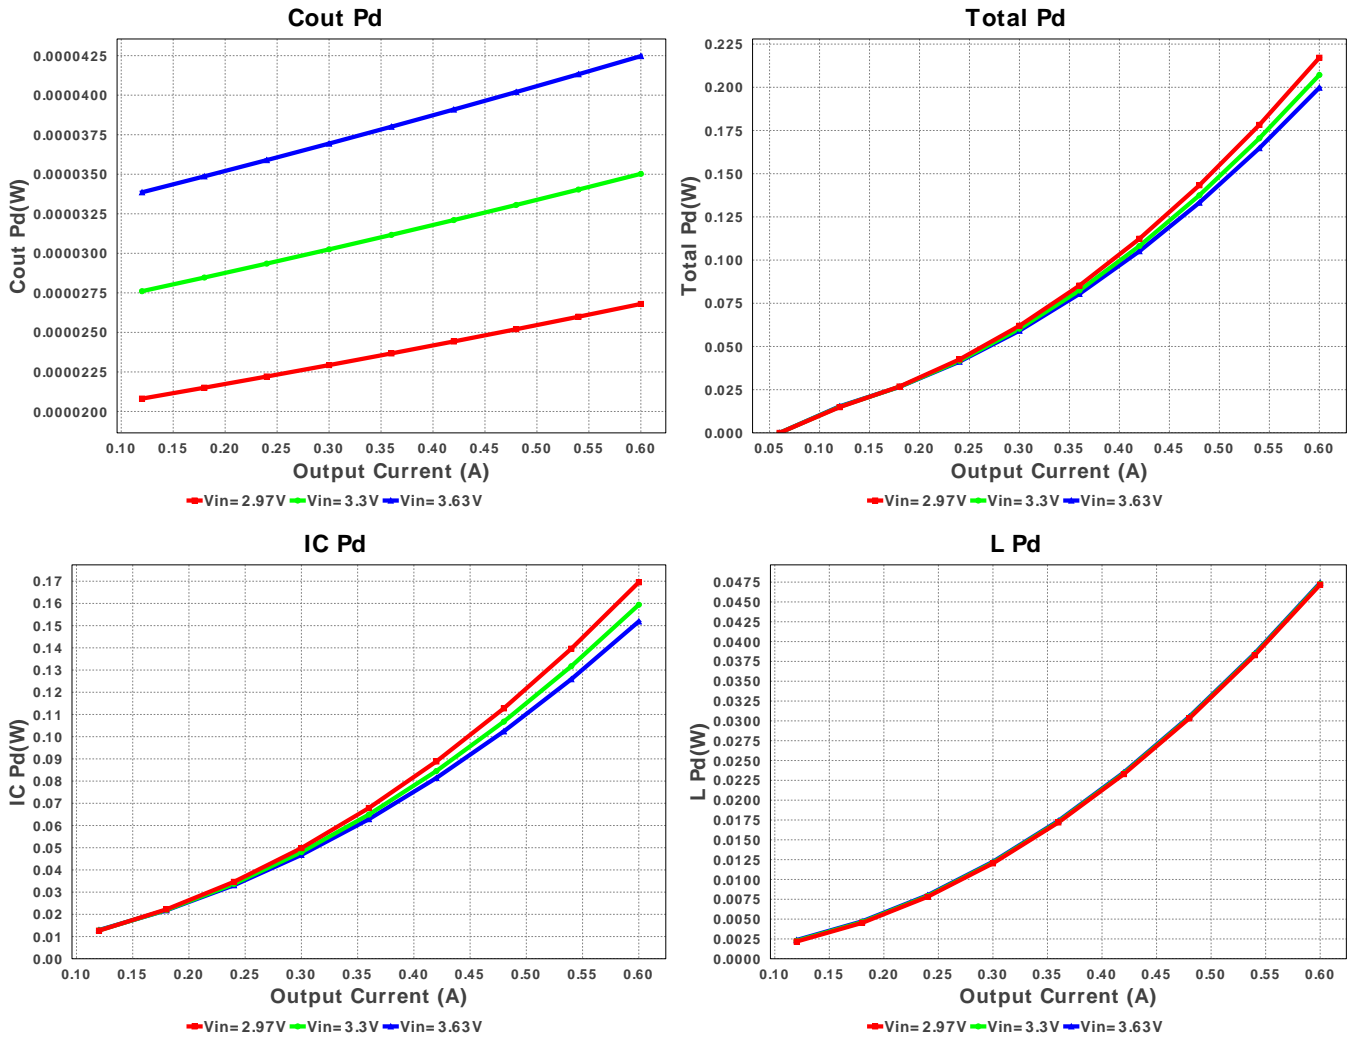 Cout Pd
0.0000425
0.0000400
0.0000375
0.0000350
0.0000325
0.0000300
0.0000275
0.0000250
0.0000225
0.0000200
Cout Pd(W)
0.10 0.15 0.20 0.25 0.30 0.35 0.40 0.45 0.50 0.55 0.60
Output Current (A)
Vin= 2.97V Vin= 3.3V Vin= 3.63V
Total Pd
0.225
0.200
0.175
0.150
0.125
0.100
0.075
0.050
0.025
0.000
Total Pd(W)
0.05 0.10 0.15 0.20 0.25 0.30 0.35 0.40 0.45 0.50 0.55 0.60
Output Current (A)
Vin= 2.97V Vin= 3.3V Vin= 3.63V
IC Pd
0.17
0.16
0.15
0.14
0.13
0.12
0.11
0.10
0.09
0.08
0.07
0.06
0.05
0.04
0.03
0.02
0.01
0.00
IC Pd(W)
0.10 0.15 0.20 0.25 0.30 0.35 0.40 0.45 0.50 0.55 0.60
Output Current (A)
Vin= 2.97V Vin= 3.3V Vin= 3.63V
L Pd
0.0475
0.0450
0.0425
0.0400
0.0375
0.0350
0.0325
0.0300
0.0275
0.0250
0.0225
0.0200
0.0175
0.0150
0.0125
0.0100
0.0075
0.0050
0.0025
0.0000
L Pd(W)
0.10 0.15 0.20 0.25 0.30 0.35 0.40 0.45 0.50 0.55 0.60
Output Current (A)
Vin= 2.97V Vin= 3.3V Vin= 3.63V